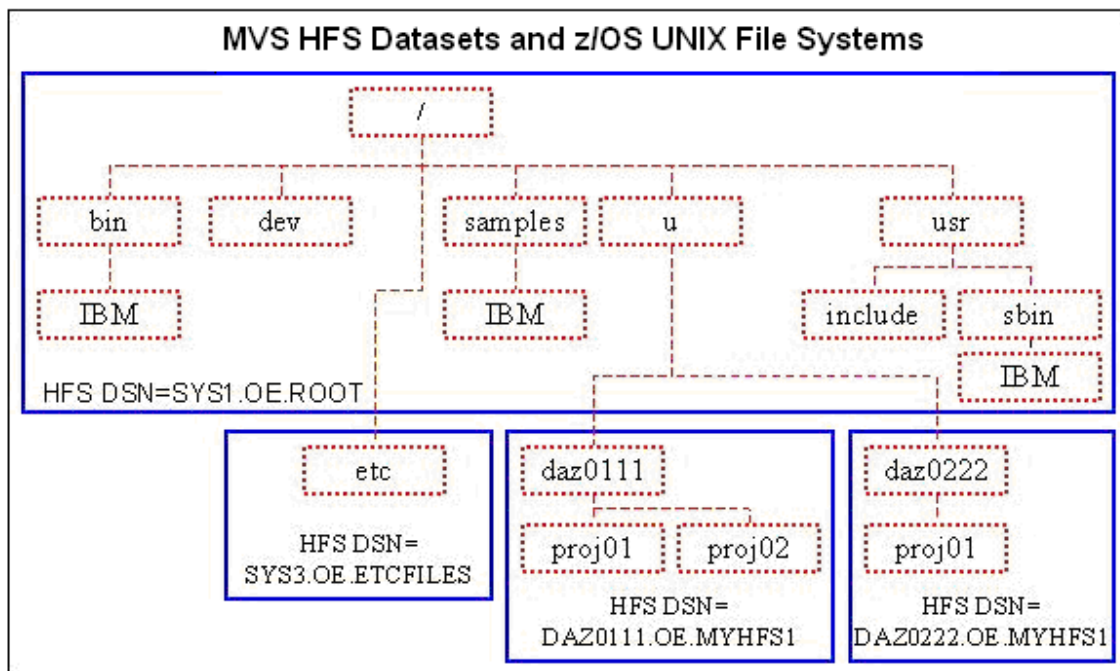 MVS HFS Datasets and z/OS UNIX File Systems
/
bin
dev
samples
u
usr
IBM
IBM
include
sbin
IBM
HFS DSN=SYS1.OE.ROOT
etc
HFS DSN=
SYS3.OE.ETCFILES
daz0111
proj01
proj02
HFS DSN=
DAZ0111.OE.MYHFS1
daz0222
proj01
HFS DSN=
DAZ0222.OE.MYHFS1